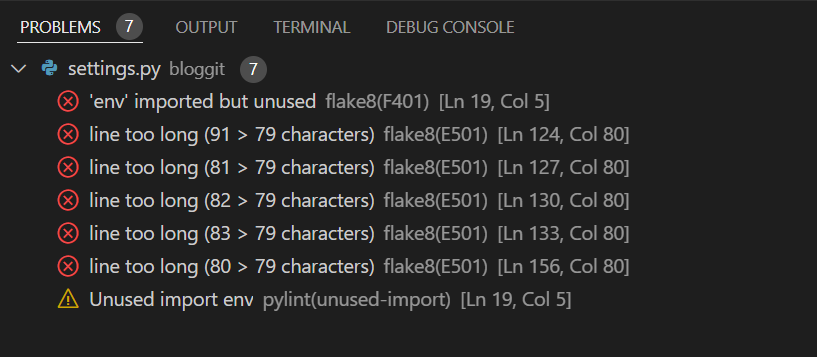 PROBLEMS 7 OUTPUT TERMINAL DEBUG CONSOLE
settings.py bloggit 7
'env' imported but unused flake8(F401) [Ln 19, Col 5]
line too long (91 > 79 characters) flake8(E501) [Ln 124, Col 80]
line too long (81 > 79 characters) flake8(E501) [Ln 127, Col 80]
line too long (82 > 79 characters) flake8(E501) [Ln 130, Col 80]
line too long (83 > 79 characters) flake8(E501) [Ln 133, Col 80]
line too long (80 > 79 characters) flake8(E501) [Ln 156, Col 80]
Unused import env pylint(unused-import) [Ln 19, Col 5]